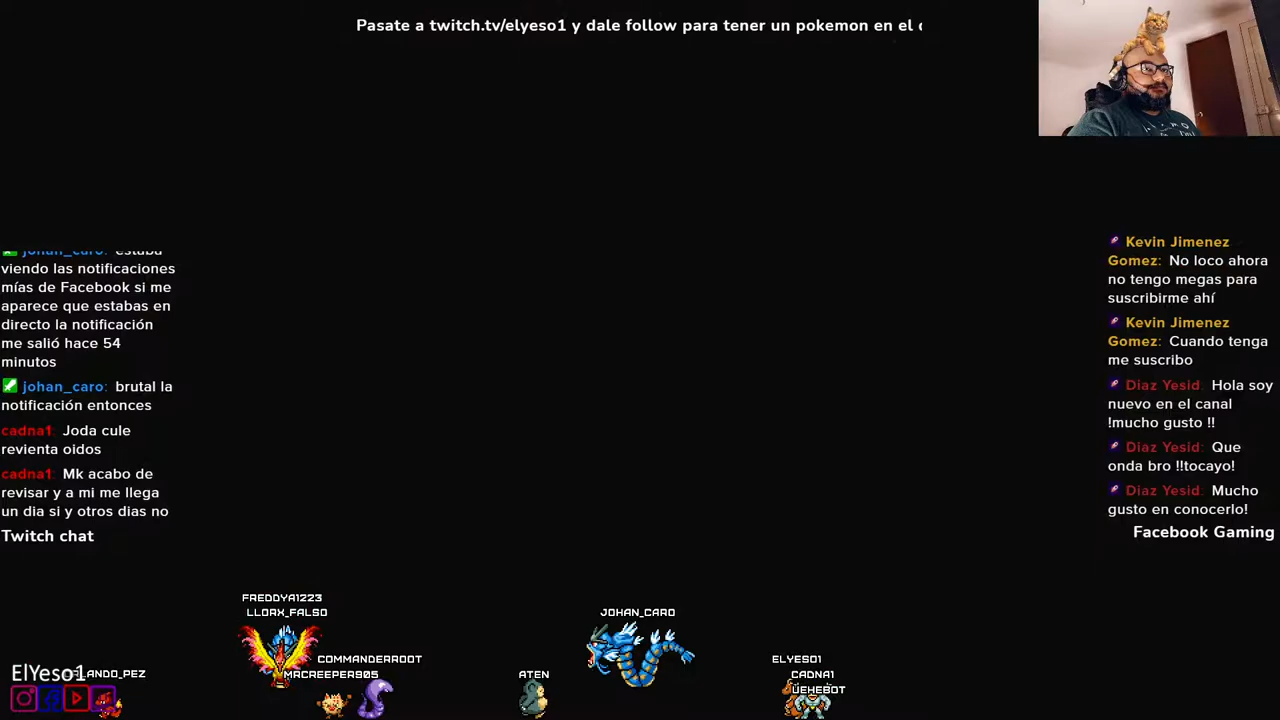 Pasate a twitch.tv/elyeso1 y dale follow para tener un pokemon en el
johan_caro: estaba
viendo las notificaciones
mías de Facebook si me
aparece que estabas en
directo la notificación
me salió hace 54
minutos
johan_caro: brutal la
notificación entonces
cadna1: Joda cule
revienta oidos
cadna1: Mk acabo de
revisar y a mi me llega
un dia si y otros dias no
Twitch chat
Kevin Jimenez
Gomez: No loco ahora
no tengo megas para
suscribirme ahí
Kevin Jimenez
Gomez: Cuando tenga
me suscribo
Diaz Yesid: Hola soy
nuevo en el canal
!mucho gusto !!
Diaz Yesid: Que
onda bro !!tocayo!
Diaz Yesid: Mucho
gusto en conocerlo!
Facebook Gaming
FREDDYA1223
LLORX_FALSO
JOHAN_CARO
COMMANDERROOT
ELYESO1
ElYeso1
ANDO_PEZ
MRCREEPER905
ATEN
CADNA1
UEHEBOT